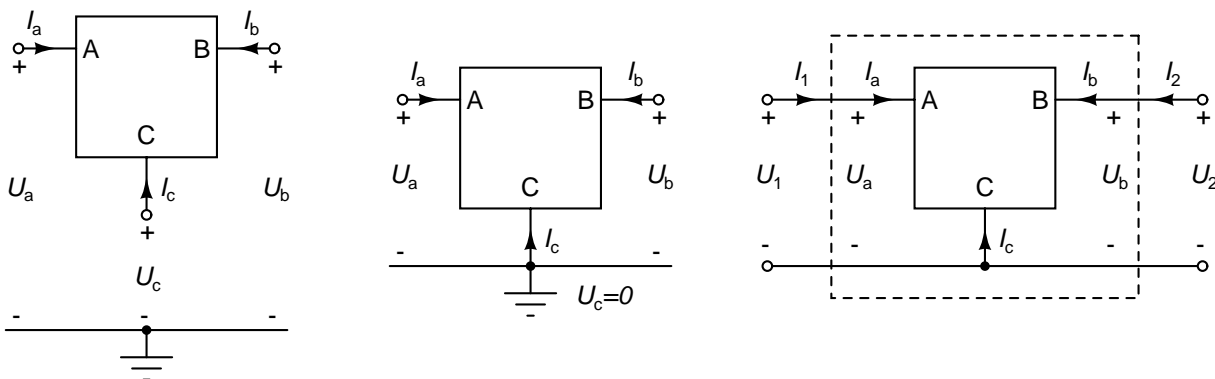 Ia Ib
+ A B +
C
Ua Ic Ub
+
Uc
- - -
Ia Ib
+ A B +
Ua C Ub
- Ic -
Uc=0
I1 Ia Ib I2
+ + A B + +
U1 Ua C Ub U2
- - Ic - -